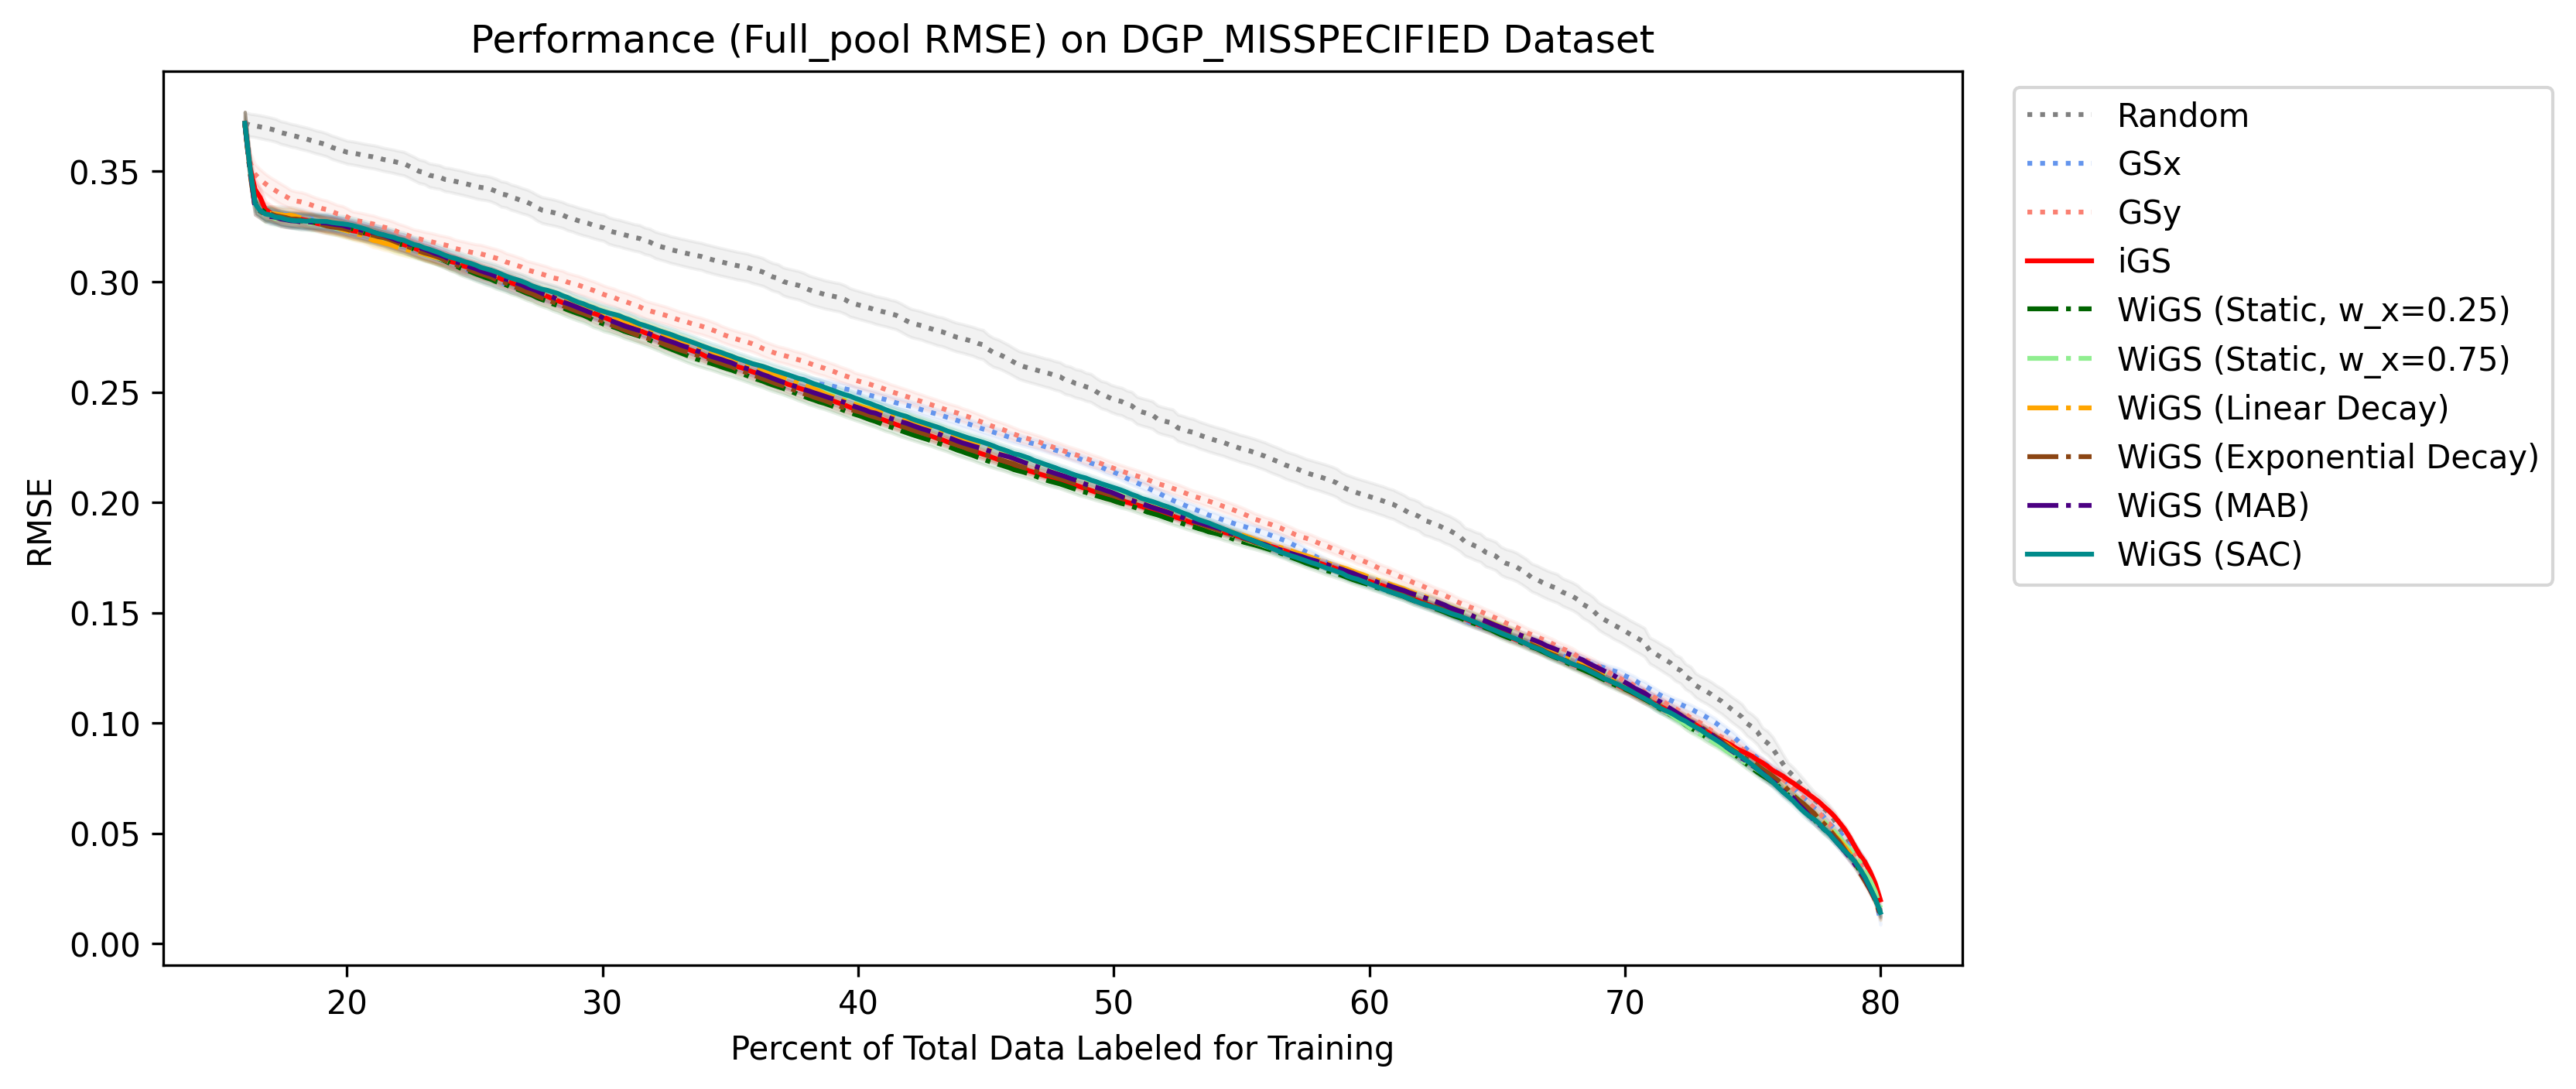 Performance (Full_pool RMSE) on DGP_MISSPECIFIED Dataset
RMSE
0.35
0.30
0.25
0.20
0.15
0.10
0.05
0.00
20 30 40 50 60 70 80
Percent of Total Data Labeled for Training
Random
GSx
GSy
iGS
WiGS (Static, w_x=0.25)
WiGS (Static, w_x=0.75)
WiGS (Linear Decay)
WiGS (Exponential Decay)
WiGS (MAB)
WiGS (SAC)